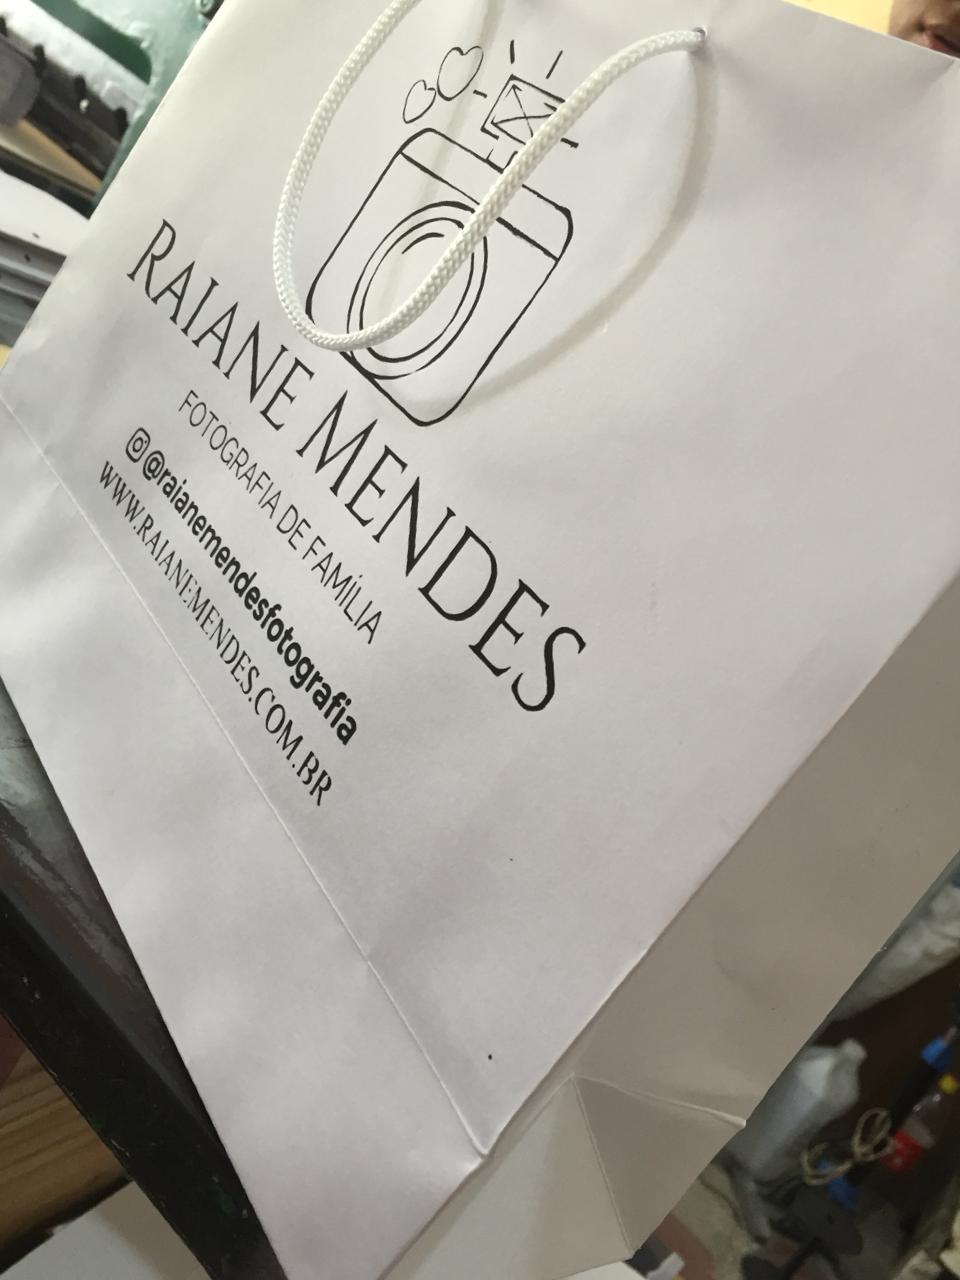 RAIANE MENDES
FOTOGRAFIA DE FAMÍLIA
@raianemendesfotografia
WWW.RAIANEMENDES.COM.BR